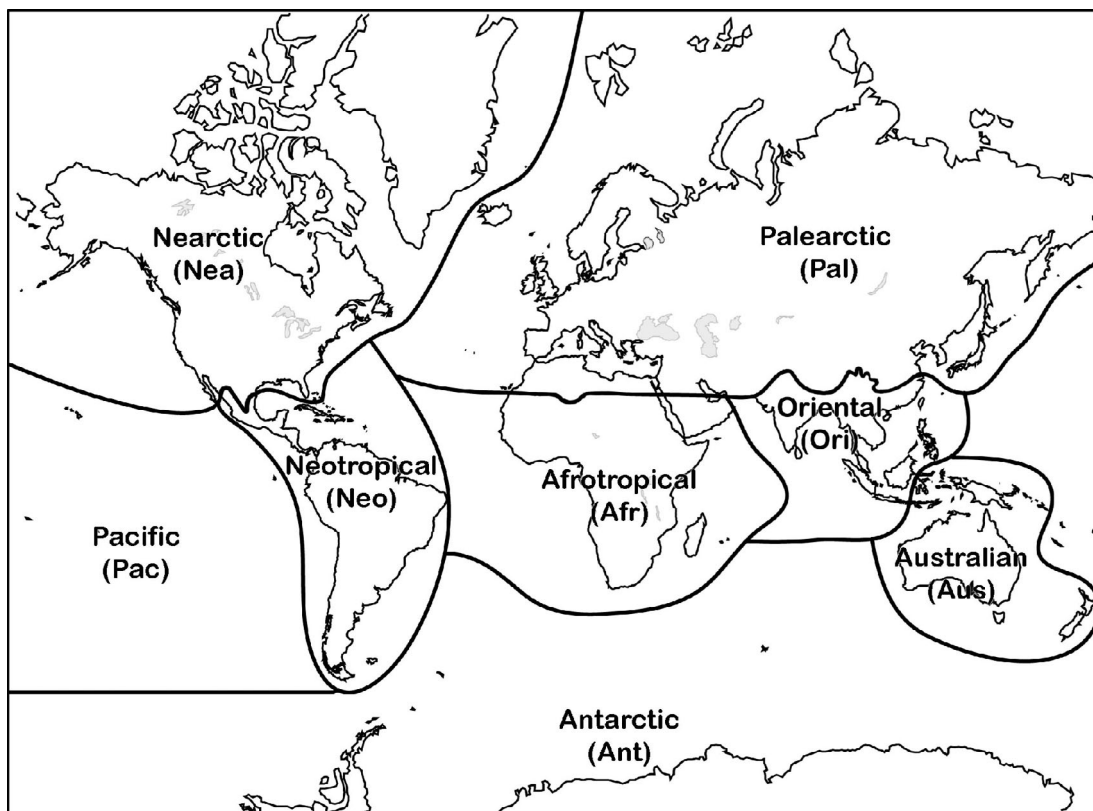 Nearctic
(Nea)
Palearctic
(Pal)
Oriental
(Ori)
Neotropical
(Neo)
Afrotropical
(Afr)
Pacific
(Pac)
Australian
(Aus)
Antarctic
(Ant)